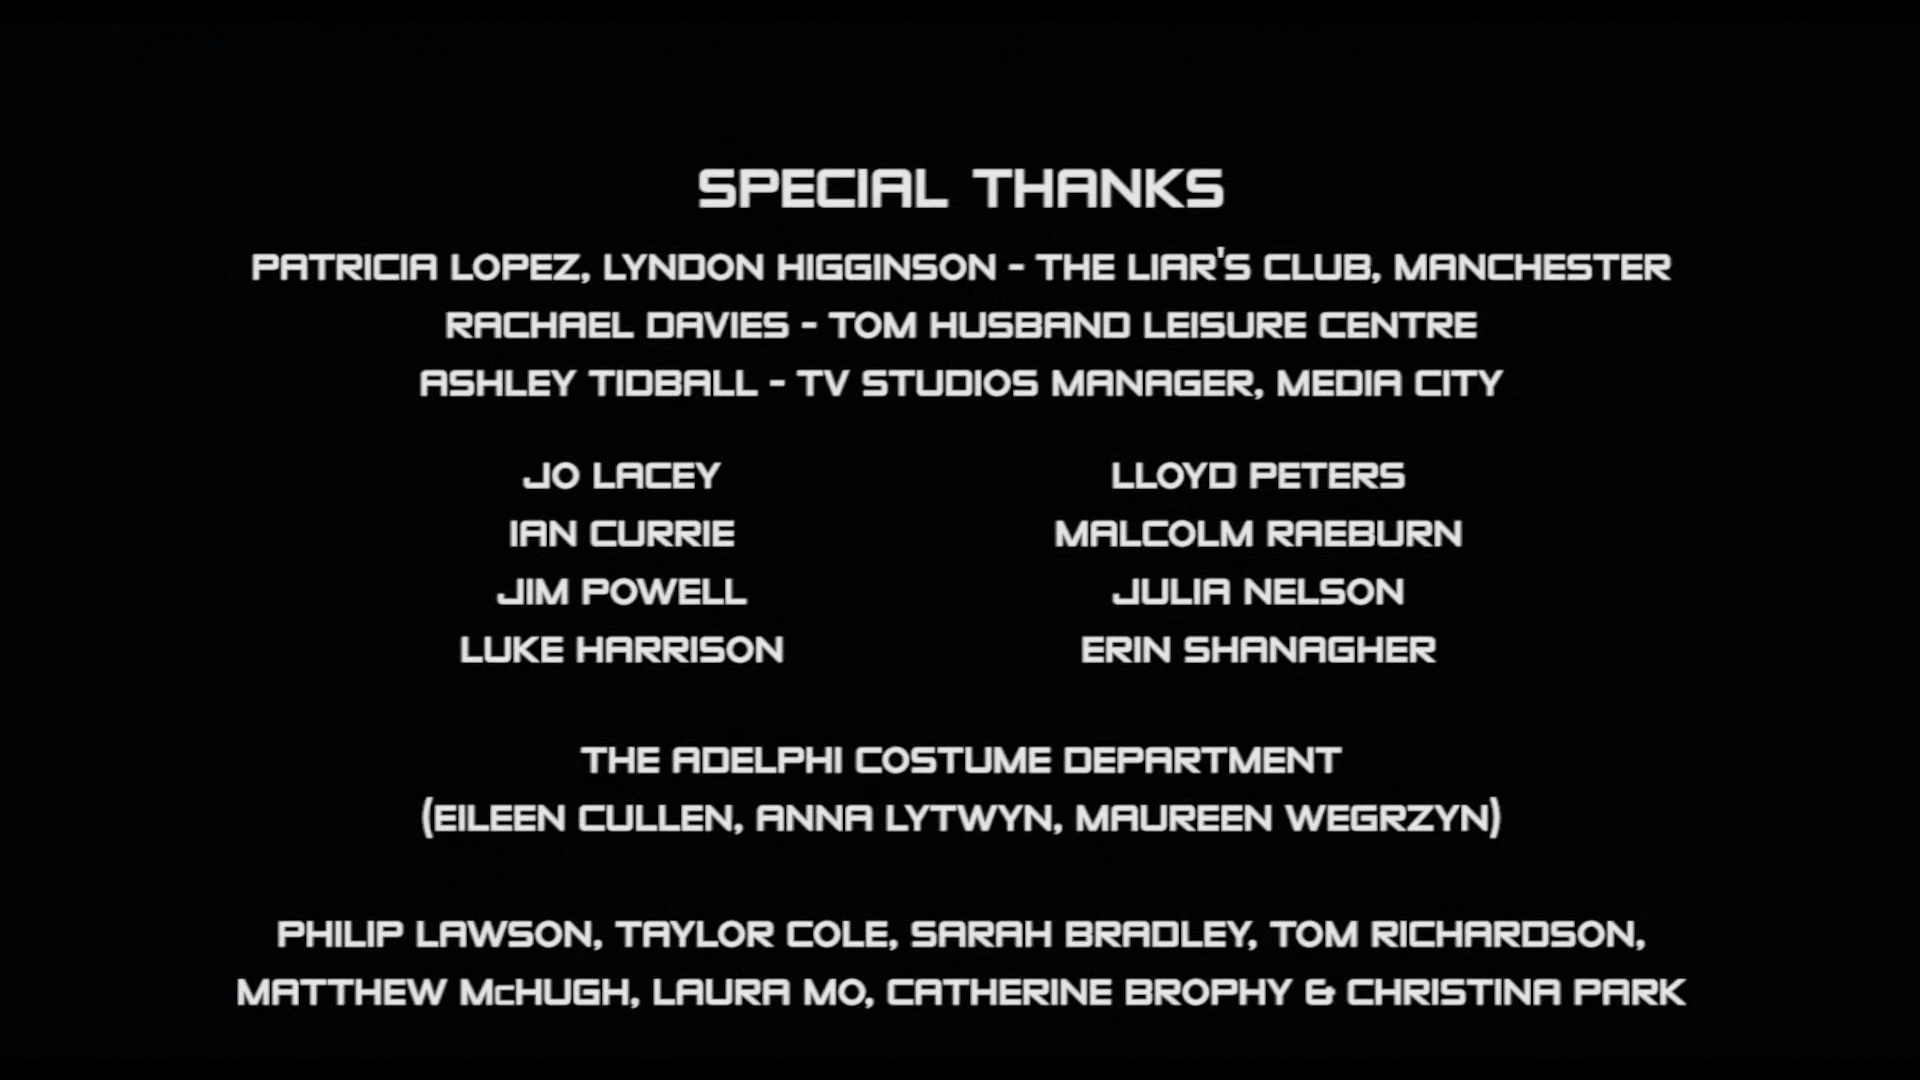 SPECIAL THANKS
PATRICIA LOPEZ, LYNDON HIGGINSON - THE LIAR'S CLUB, MANCHESTER
RACHAEL DAVIES - TOM HUSBAND LEISURE CENTRE
ASHLEY TIDBALL - TV STUDIOS MANAGER, MEDIA CITY
JO LACEY
IAN CURRIE
JIM POWELL
LUKE HARRISON
LLOYD PETERS
MALCOLM RAEBURN
JULIA NELSON
ERIN SHANAGHER
THE ADELPHI COSTUME DEPARTMENT
(EILEEN CULLEN, ANNA LYTWYN, MAUREEN WEGRZYN)
PHILIP LAWSON, TAYLOR COLE, SARAH BRADLEY, TOM RICHARDSON,
MATTHEW McHUGH, LAURA MO, CATHERINE BROPHY & CHRISTINA PARK